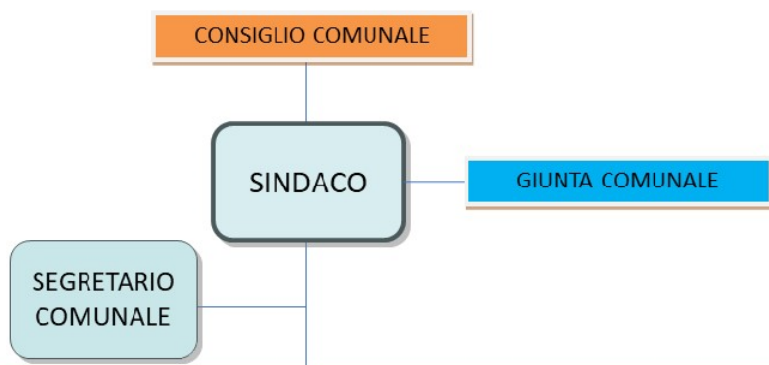 CONSIGLIO COMUNALE
SINDACO
GIUNTA COMUNALE
SEGRETARIO
COMUNALE